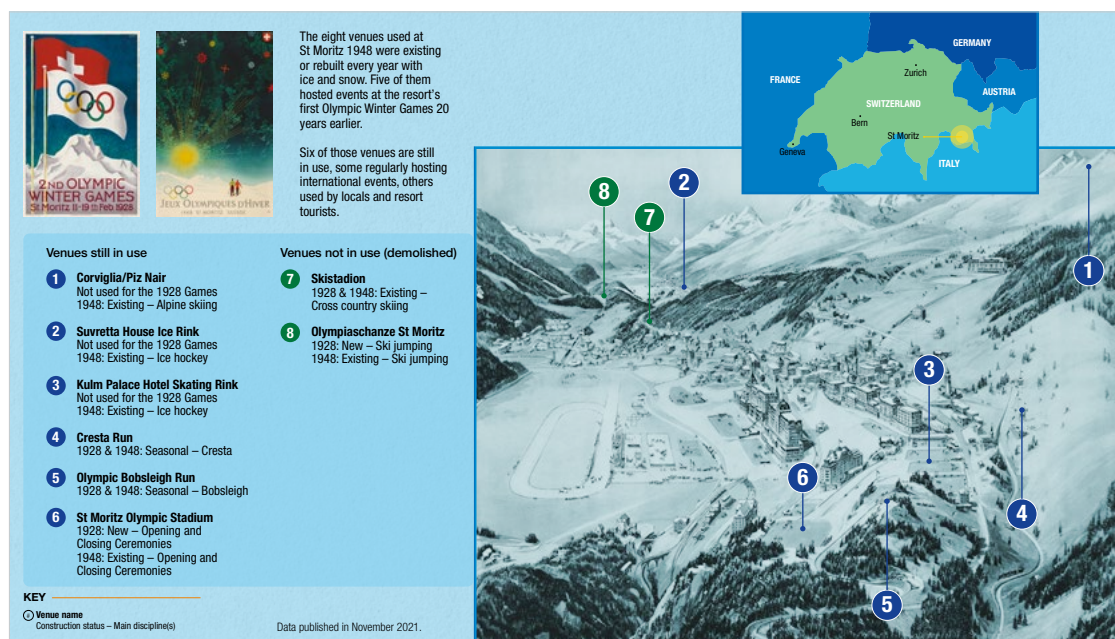 2ND OLYMPIC
WINTER GAMES
St Moritz 11-19 th Feb 1928
JEUX OLYMPIQUES D'HIVER
The eight venues used at
St Moritz 1948 were existing
or rebuilt every year with
ice and snow. Five of them
hosted events at the resort's
first Olympic Winter Games 20
years earlier.
Six of those venues are still
in use, some regularly hosting
international events, others
used by locals and resort
tourists.
GERMANY
FRANCE
Zurich
AUSTRIA
SWITZERLAND
Bern
St Moritz
Geneva
ITALY
Venues still in use
1 Corviglia/Piz Nair
Not used for the 1928 Games
1948: Existing – Alpine skiing
2 Suvretta House Ice Rink
Not used for the 1928 Games
1948: Existing – Ice hockey
3 Kulm Palace Hotel Skating Rink
Not used for the 1928 Games
1948: Existing – Ice hockey
4 Cresta Run
1928 & 1948: Seasonal – Cresta
5 Olympic Bobsleigh Run
1928 & 1948: Seasonal – Bobsleigh
6 St Moritz Olympic Stadium
1928: New – Opening and
Closing Ceremonies
1948: Existing – Opening and
Closing Ceremonies
Venues not in use (demolished)
7 Skistadion
1928 & 1948: Existing –
Cross country skiing
8 Olympiaschanze St Moritz
1928: New – Ski jumping
1948: Existing – Ski jumping
8
2
7
1
3
6
4
5
KEY
# Venue name
Construction status – Main discipline(s)
Data published in November 2021.